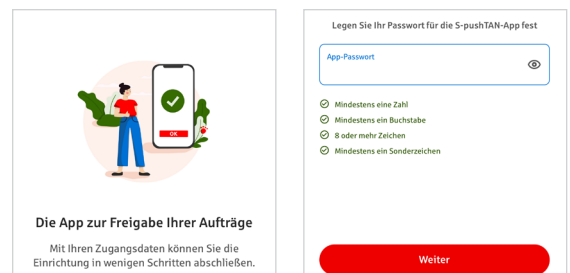 OK
Die App zur Freigabe Ihrer Aufträge
Mit Ihren Zugangsdaten können Sie die
Einrichtung in wenigen Schritten abschließen.
Legen Sie Ihr Passwort für die S-pushTAN-App fest
App-Passwort
Mindestens eine Zahl
Mindestens ein Buchstabe
8 oder mehr Zeichen
Mindestens ein Sonderzeichen
Weiter